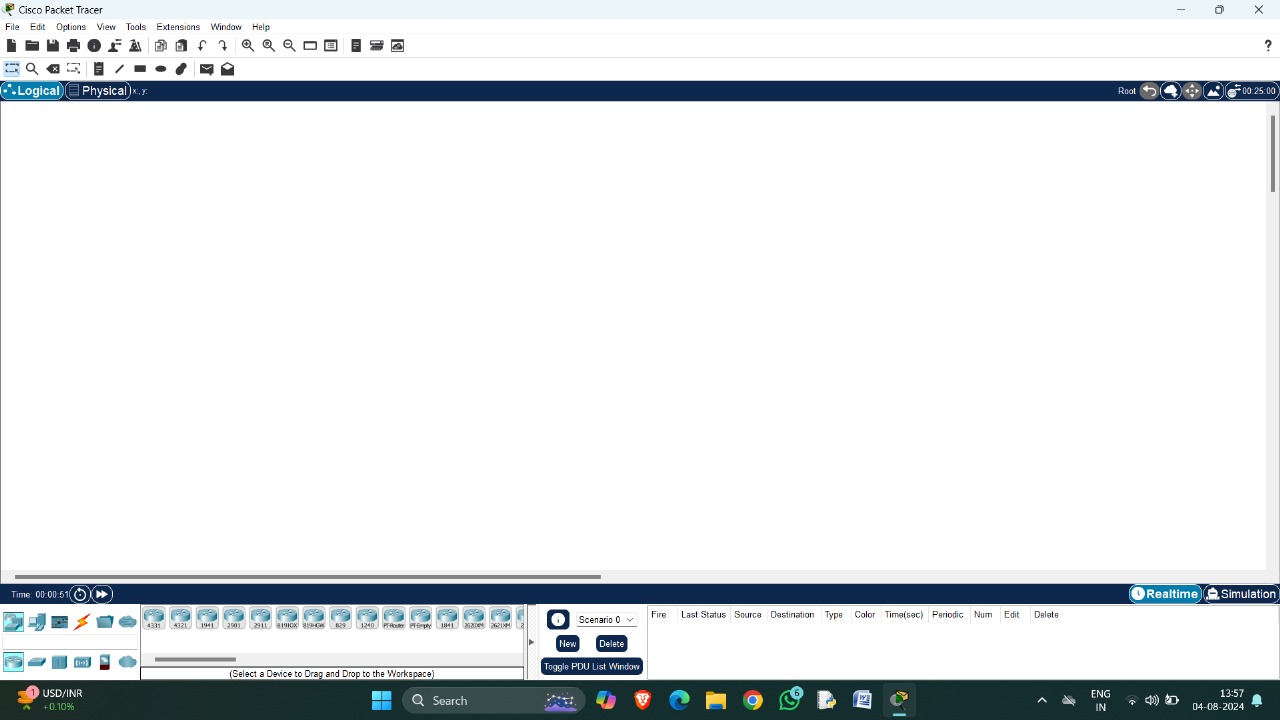 Cisco Packet Tracer
File Edit Options View Tools Extensions Window Help
?
Logical Physical x: y: Root 00:25:00
Time: 00:00:51 Realtime Simulation
4331 4321 1941 2901 2911 819IOX 819HGW 829 1240 PT-Router PT-Empty 1841 2620XM 2621XM 2
Scenario 0
Fire Last Status Source Destination Type Color Time(sec) Periodic Num Edit Delete
New Delete
Toggle PDU List Window
(Select a Device to Drag and Drop to the Workspace)
1 USD/INR
+0.10%
Search
6
ENG
IN
13:57
04-08-2024